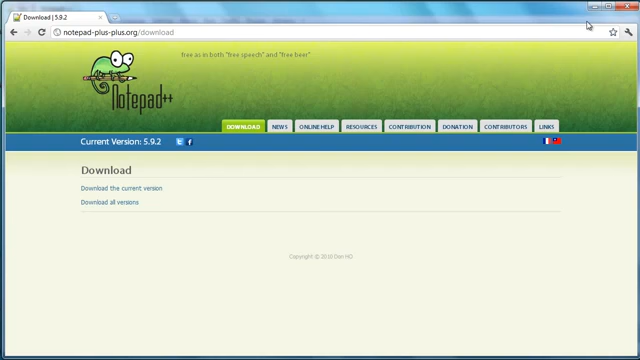 Download | 5.9.2
notepad-plus-plus.org/download
free as in both "free speech" and "free beer"
Notepad++
DOWNLOAD NEWS ONLINE HELP RESOURCES CONTRIBUTION DONATION CONTRIBUTORS LINKS
Current Version: 5.9.2
Download
Download the current version
Download all versions
Copyright © 2010 Don HO